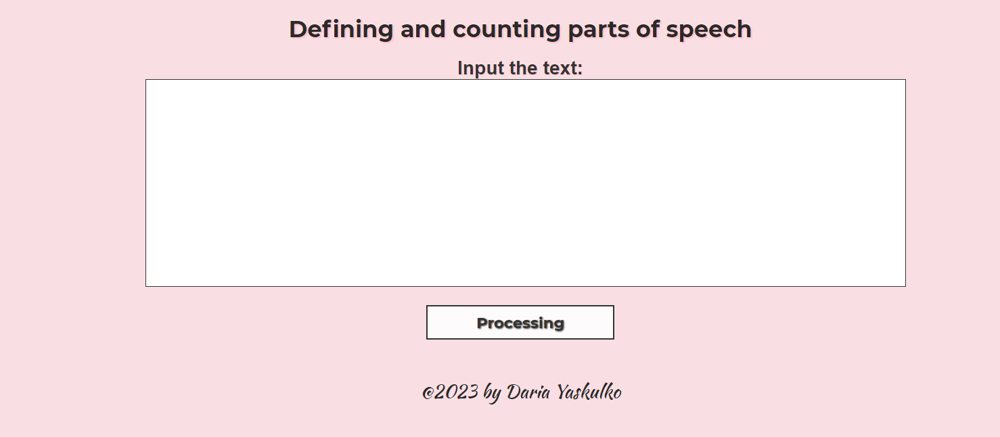 Defining and counting parts of speech
Input the text:
Processing
©2023 by Daria Yaskulko